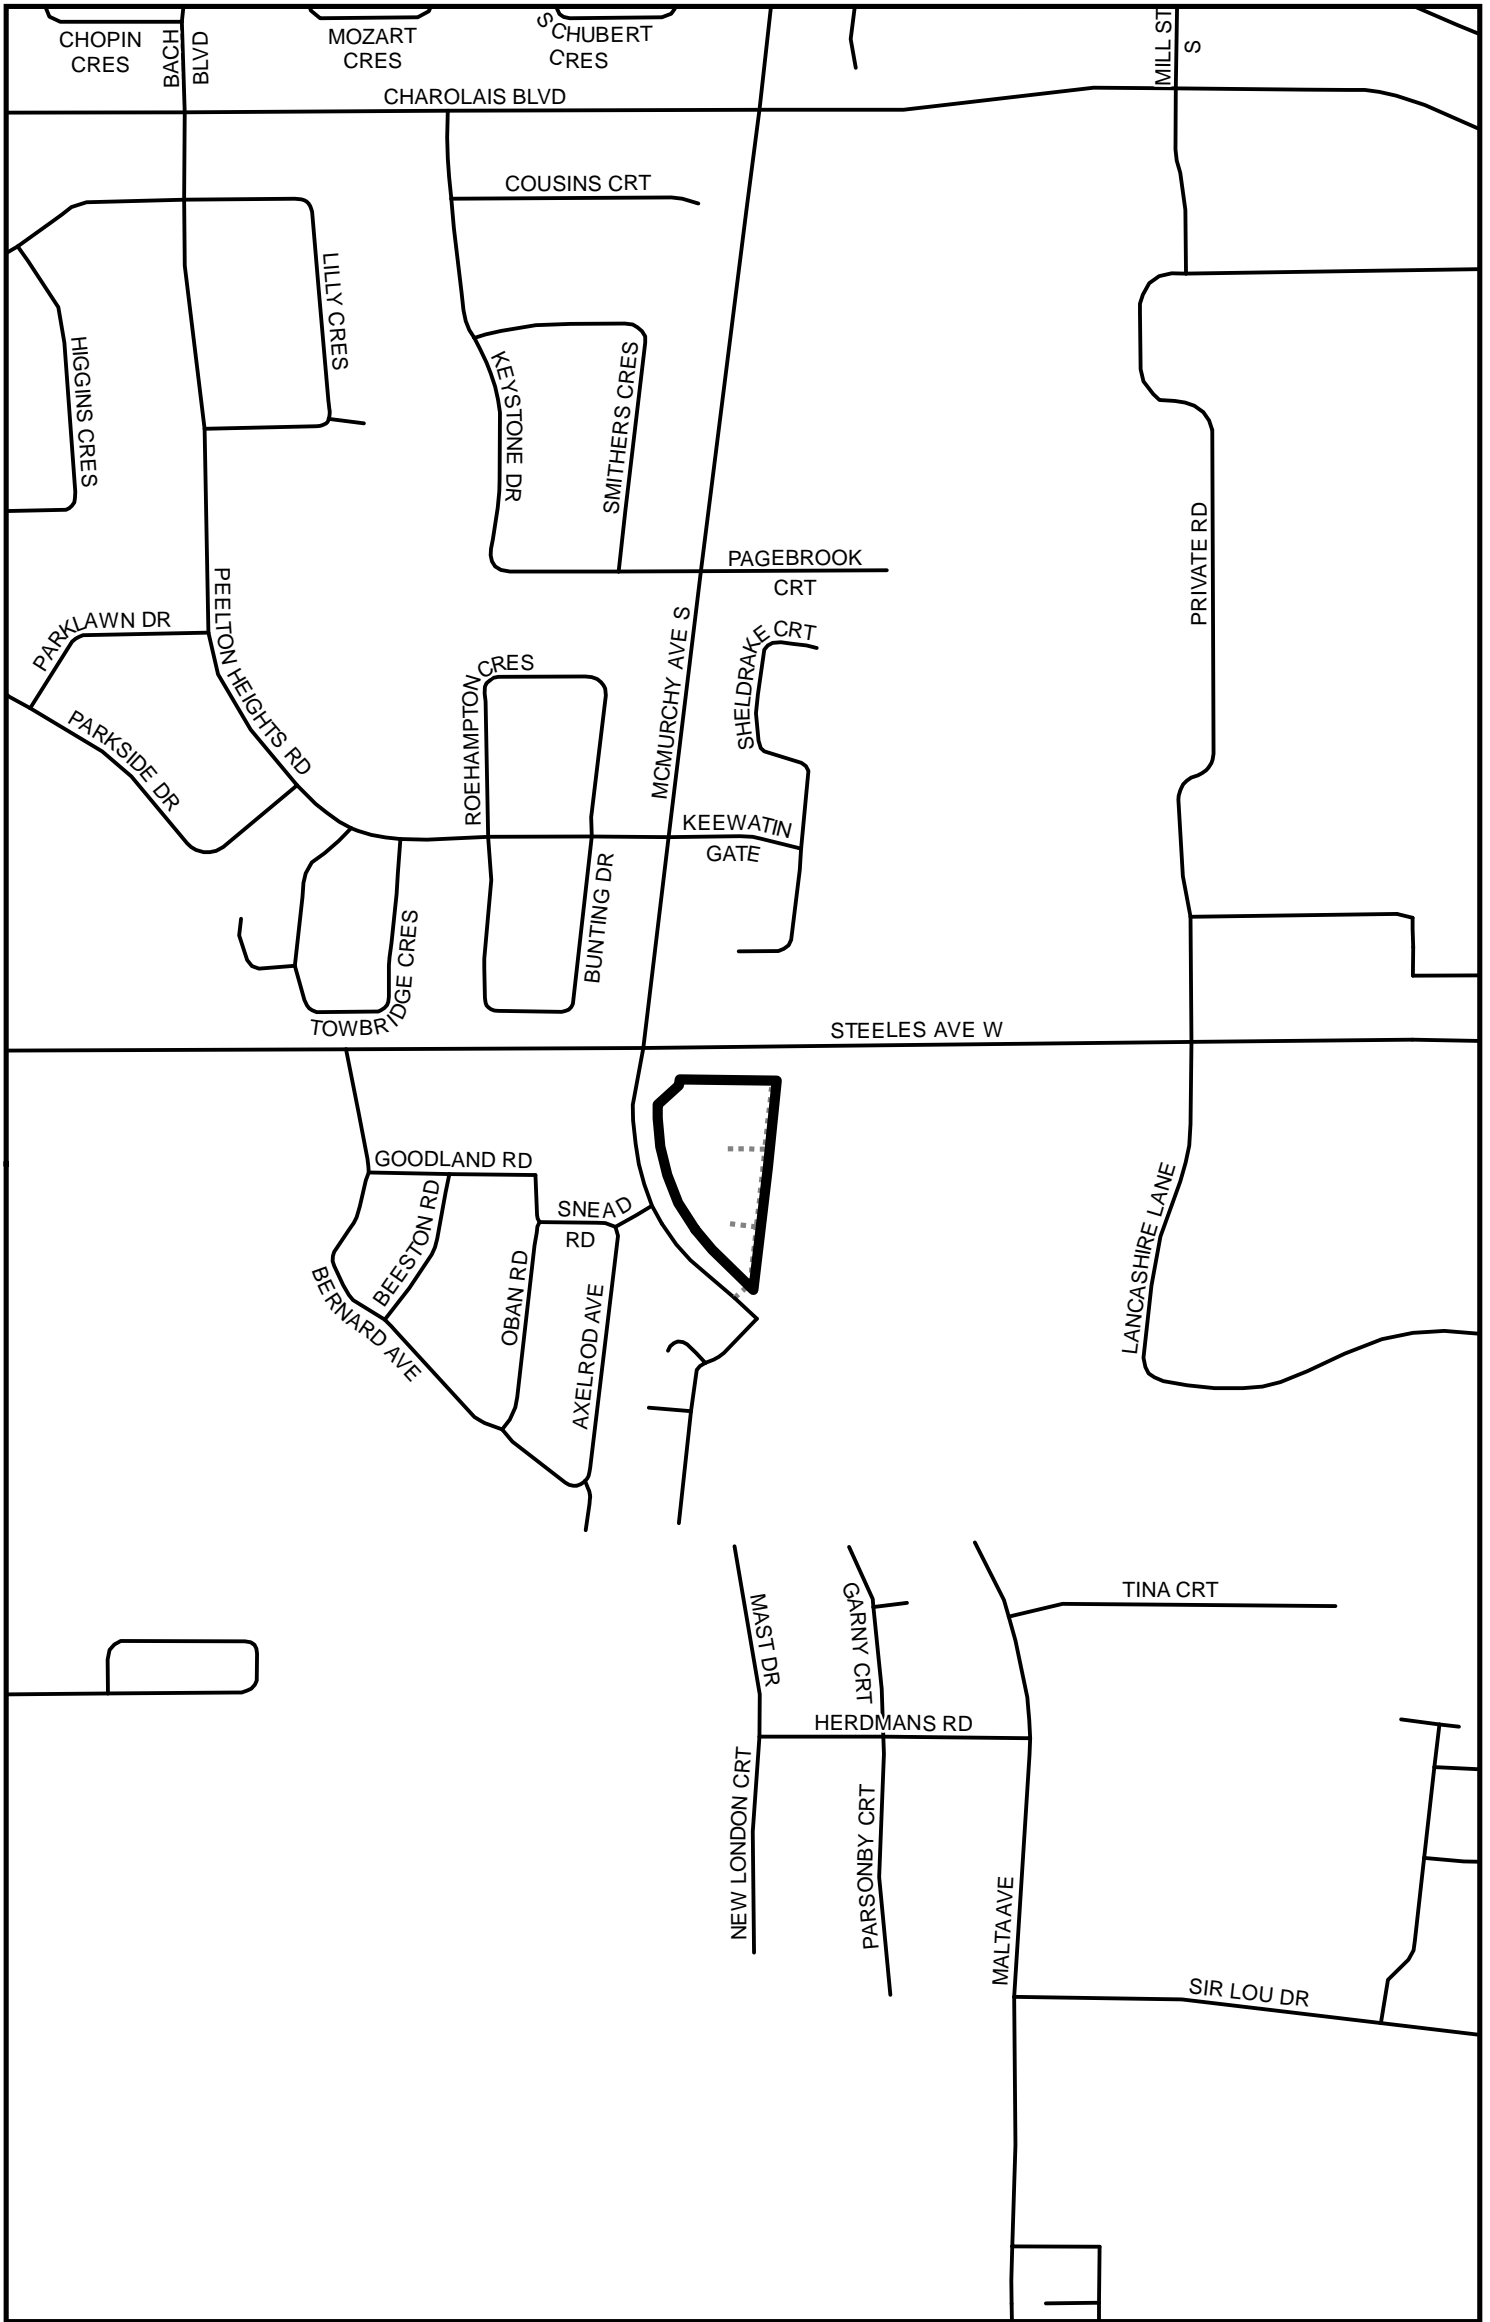 CHOPIN
CRES
BACH
BLVD
MOZART
CRES
SCHUBERT
CRES
MILL ST
S
CHAROLAIS BLVD
COUSINS CRT
LILLY CRES
HIGGINS CRES
KEYSTONE DR
SMITHERS CRES
PRIVATE RD
PAGEBROOK
CRT
PARKLAWN DR
PEELTON HEIGHTS RD
MCMURCHY AVE S
SHELDRAKE CRT
ROEHAMPTON CRES
PARKSIDE DR
KEEWATIN
GATE
BUNTING DR
TOWBRIDGE CRES
STEELES AVE W
GOODLAND RD
SNEAD
RD
BEESTON RD
BERNARD AVE
OBAN RD
AXELROD AVE
LANCASHIRE LANE
MAST DR
GARNY CRT
TINA CRT
HERDMANS RD
NEW LONDON CRT
PARSONBY CRT
MALTA AVE
SIR LOU DR